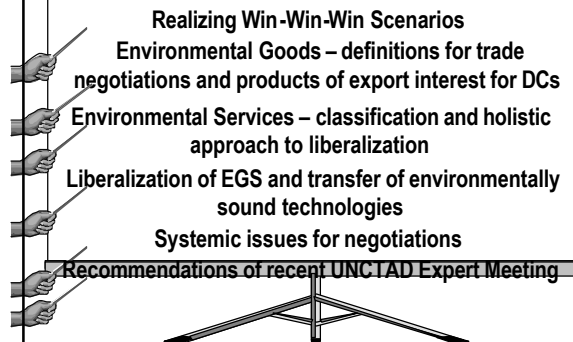 Realizing Win-Win-Win Scenarios
Environmental Goods – definitions for trade
negotiations and products of export interest for DCs
Environmental Services – classification and holistic
approach to liberalization
Liberalization of EGS and transfer of environmentally
sound technologies
Systemic issues for negotiations
Recommendations of recent UNCTAD Expert Meeting